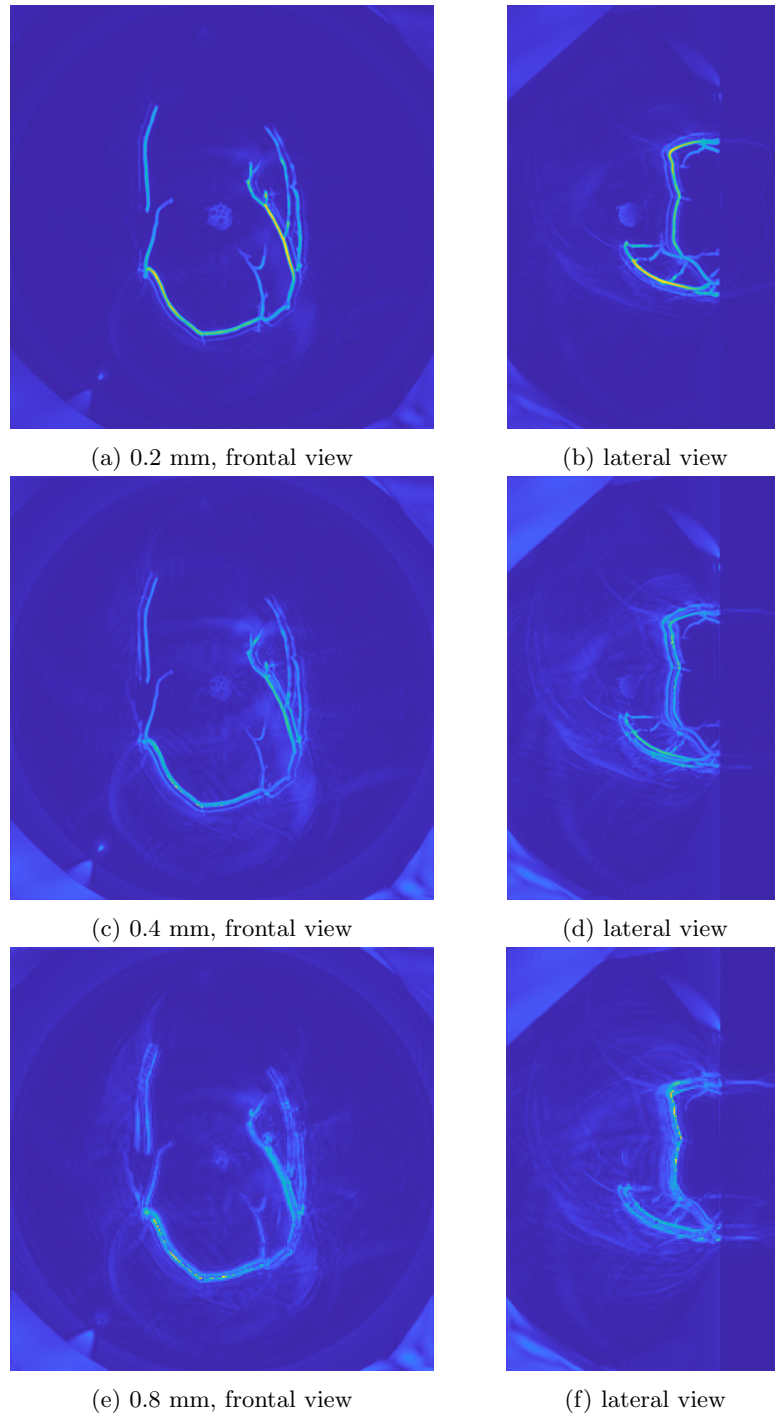 (a) 0.2 mm, frontal view
(b) lateral view
(c) 0.4 mm, frontal view
(d) lateral view
(e) 0.8 mm, frontal view
(f) lateral view